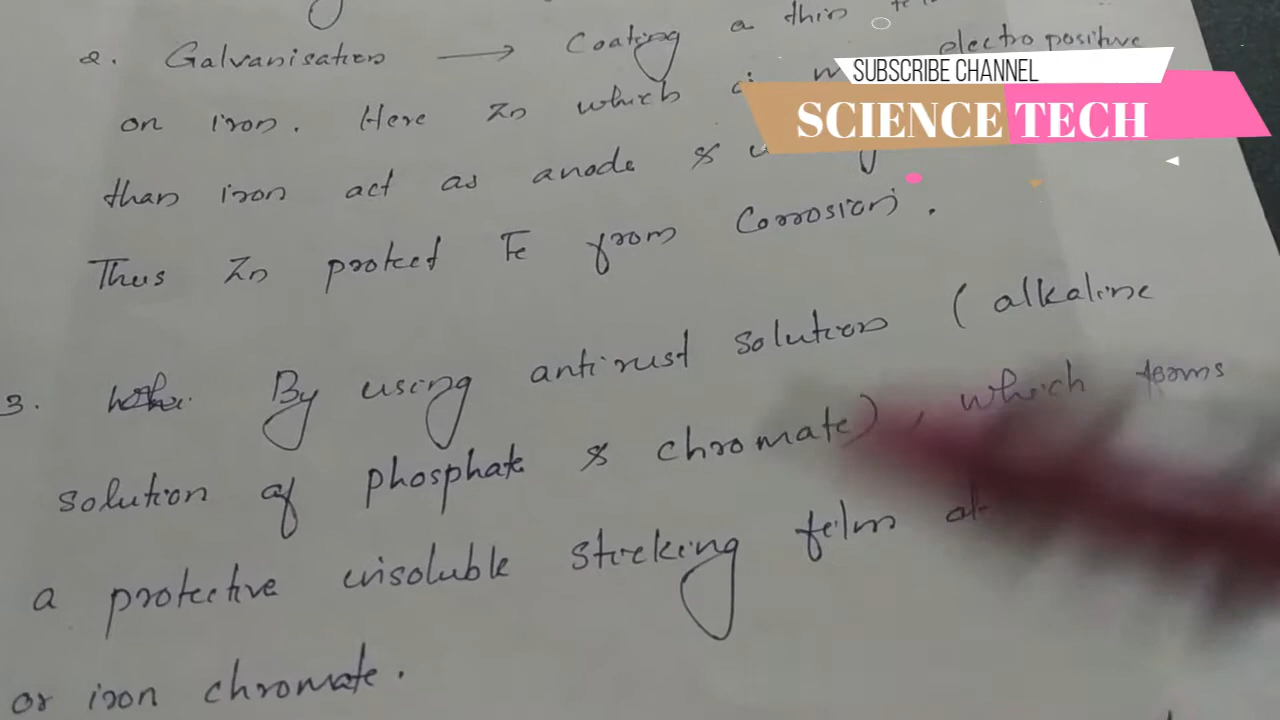 2. Galvanisation → Coating a thin
electropositive
on iron. Here Zn which
than iron act as anode &
Thus Zn protect Fe from Corrosion.
3. By using antirust solution (alkaline
solution of phosphate & chromate), which forms
a protective insoluble sticking film
or iron chromate.
SUBSCRIBE CHANNEL
SCIENCE TECH